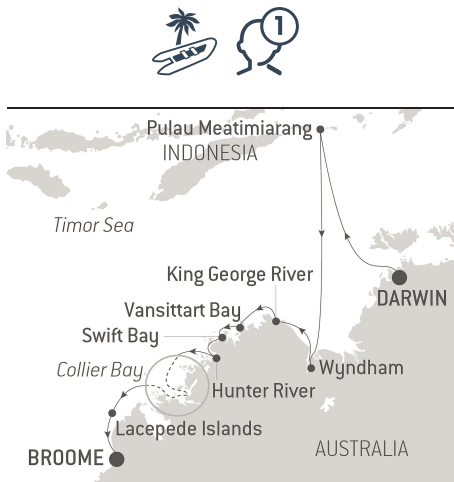 1
Pulau Meatimiarang
INDONESIA
Timor Sea
King George River
DARWIN
Vansittart Bay
Swift Bay
Collier Bay
Wyndham
Hunter River
Lacepede Islands
AUSTRALIA
BROOME